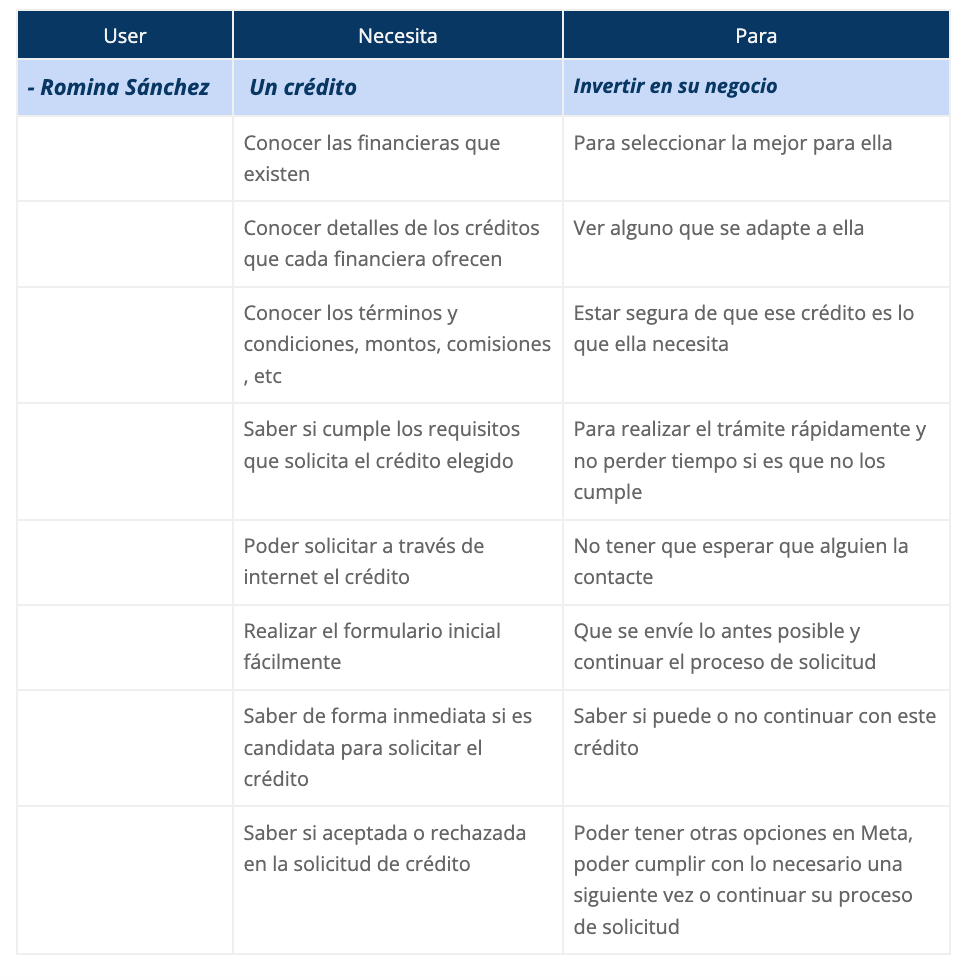 User Necesita Para
- Romina Sánchez Un crédito Invertir en su negocio
Conocer las financieras que
existen
Para seleccionar la mejor para ella
Conocer detalles de los créditos
que cada financiera ofrecen
Ver alguno que se adapte a ella
Conocer los términos y
condiciones, montos, comisiones
, etc
Estar segura de que ese crédito es lo
que ella necesita
Saber si cumple los requisitos
que solicita el crédito elegido
Para realizar el trámite rápidamente y
no perder tiempo si es que no los
cumple
Poder solicitar a través de
internet el crédito
No tener que esperar que alguien la
contacte
Realizar el formulario inicial
fácilmente
Que se envíe lo antes posible y
continuar el proceso de solicitud
Saber de forma inmediata si es
candidata para solicitar el
crédito
Saber si puede o no continuar con este
crédito
Saber si aceptada o rechazada
en la solicitud de crédito
Poder tener otras opciones en Meta,
poder cumplir con lo necesario una
siguiente vez o continuar su proceso
de solicitud